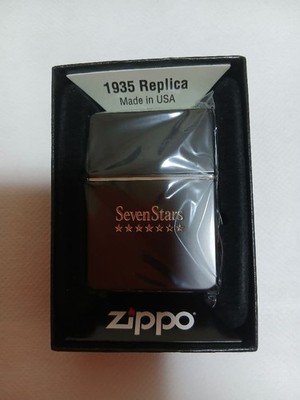 1935 Replica
Made in USA
SevenStars
☆☆☆☆☆☆☆
zippo